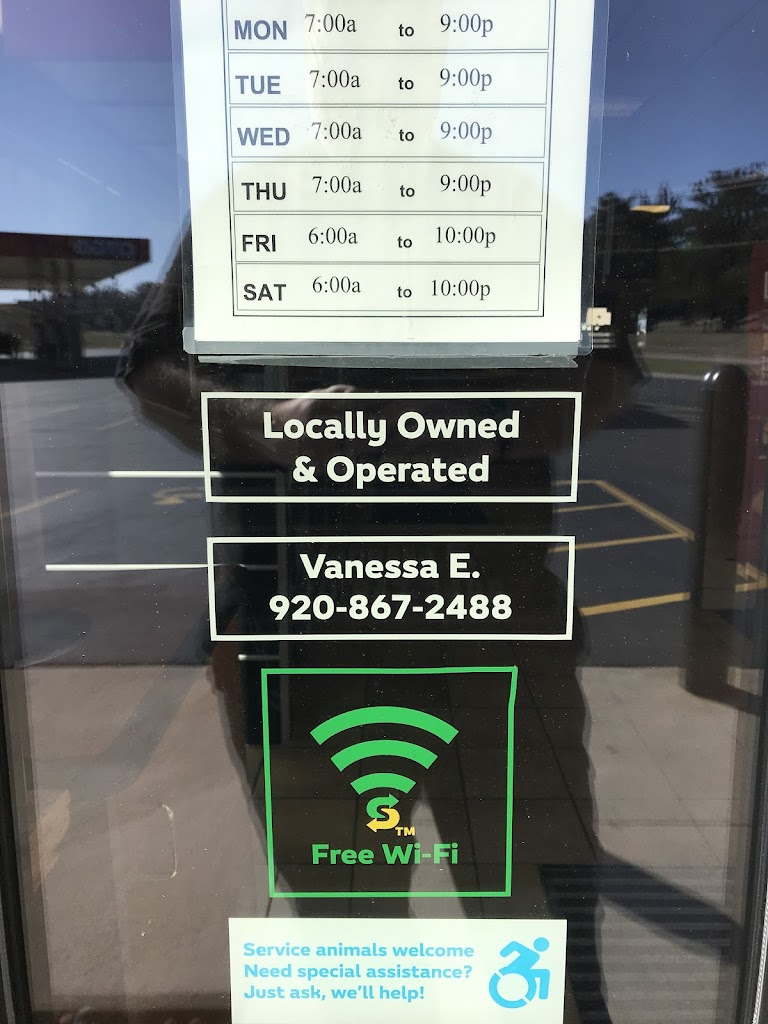 MON 7:00a to 9:00p
TUE 7:00a to 9:00p
WED 7:00a to 9:00p
THU 7:00a to 9:00p
FRI 6:00a to 10:00p
SAT 6:00a to 10:00p
Locally Owned
& Operated
Vanessa E.
920-867-2488
S TM
Free Wi-Fi
Service animals welcome
Need special assistance?
Just ask, we'll help!